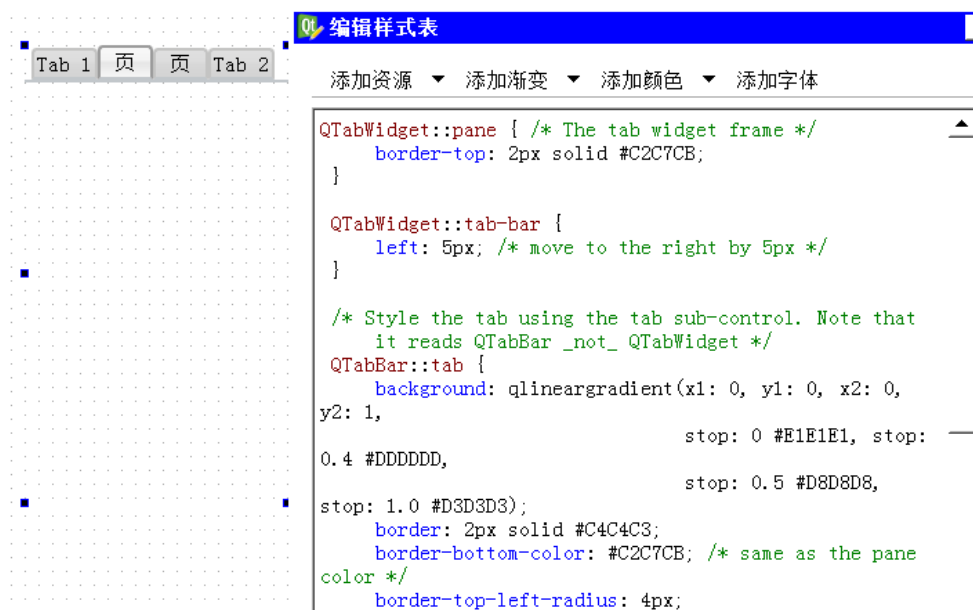 Tab 1 页 页 Tab 2
Qt 编辑样式表
添加资源 添加渐变 添加颜色 添加字体
QTabWidget::pane { /* The tab widget frame */
border-top: 2px solid #C2C7CB;
}
QTabWidget::tab-bar {
left: 5px; /* move to the right by 5px */
}
/* Style the tab using the tab sub-control. Note that
it reads QTabBar _not_ QTabWidget */
QTabBar::tab {
background: qlineargradient(x1: 0, y1: 0, x2: 0,
y2: 1,
stop: 0 #E1E1E1, stop:
0.4 #DDDDDD,
stop: 0.5 #D8D8D8,
stop: 1.0 #D3D3D3);
border: 2px solid #C4C4C3;
border-bottom-color: #C2C7CB; /* same as the pane
color */
border-top-left-radius: 4px;